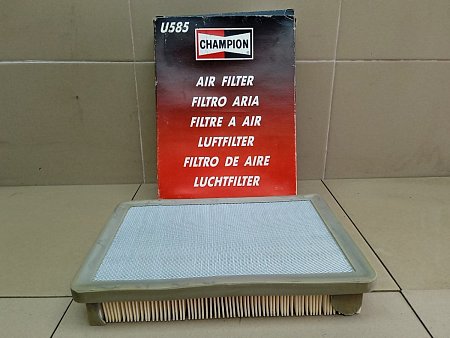 U585
CHAMPION
AIR FILTER
FILTRO ARIA
FILTRE A AIR
LUFTFILTER
FILTRO DE AIRE
LUCHTFILTER